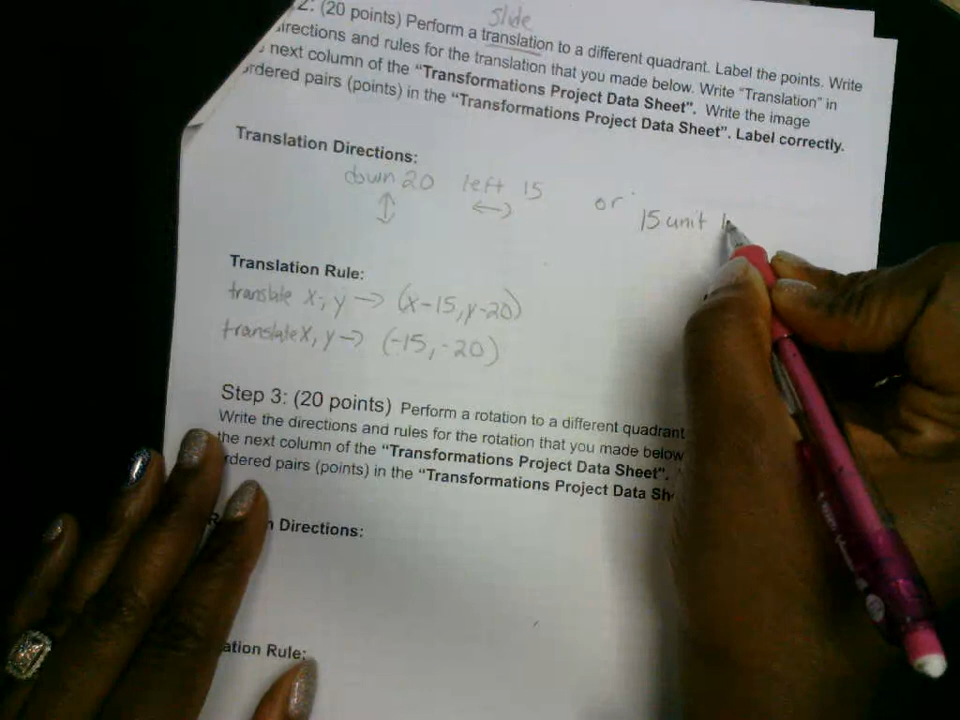 slide
2: (20 points) Perform a translation to a different quadrant. Label the points. Write
directions and rules for the translation that you made below. Write "Translation" in
next column of the "Transformations Project Data Sheet". Write the image
ordered pairs (points) in the "Transformations Project Data Sheet". Label correctly.
Translation Directions:
down 20 left 15 or 15 unit
Translation Rule:
translate x, y → (x-15, y-20)
translate x, y → (-15, -20)
Step 3: (20 points) Perform a rotation to a different quadrant
Write the directions and rules for the rotation that you made below
the next column of the "Transformations Project Data Sheet".
rdered pairs (points) in the "Transformations Project Data Sh
n Directions:
ation Rule: